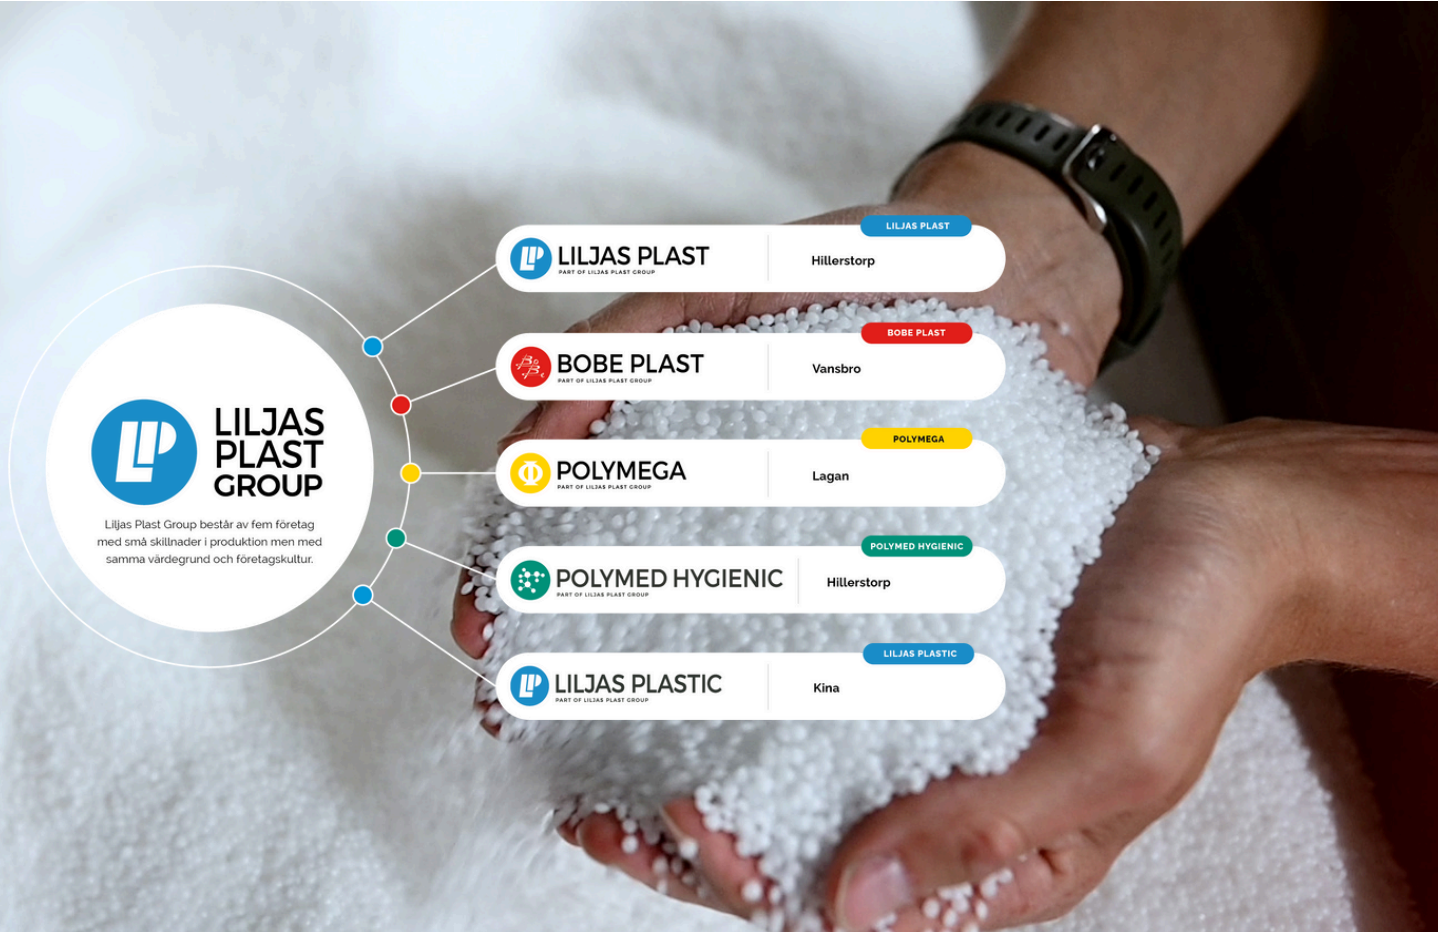 LILJAS
PLAST
GROUP
Liljas Plast Group består av fem företag
med små skillnader i produktion men med
samma värdegrund och företagskultur.
LILJAS PLAST
LILJAS PLAST
PART OF LILJAS PLAST GROUP
Hillerstorp
BOBE PLAST
BOBE PLAST
PART OF LILJAS PLAST GROUP
Vansbro
POLYMEGA
POLYMEGA
PART OF LILJAS PLAST GROUP
Lagan
POLYMED HYGIENIC
POLYMED HYGIENIC
PART OF LILJAS PLAST GROUP
Hillerstorp
LILJAS PLASTIC
LILJAS PLASTIC
PART OF LILJAS PLAST GROUP
Kina